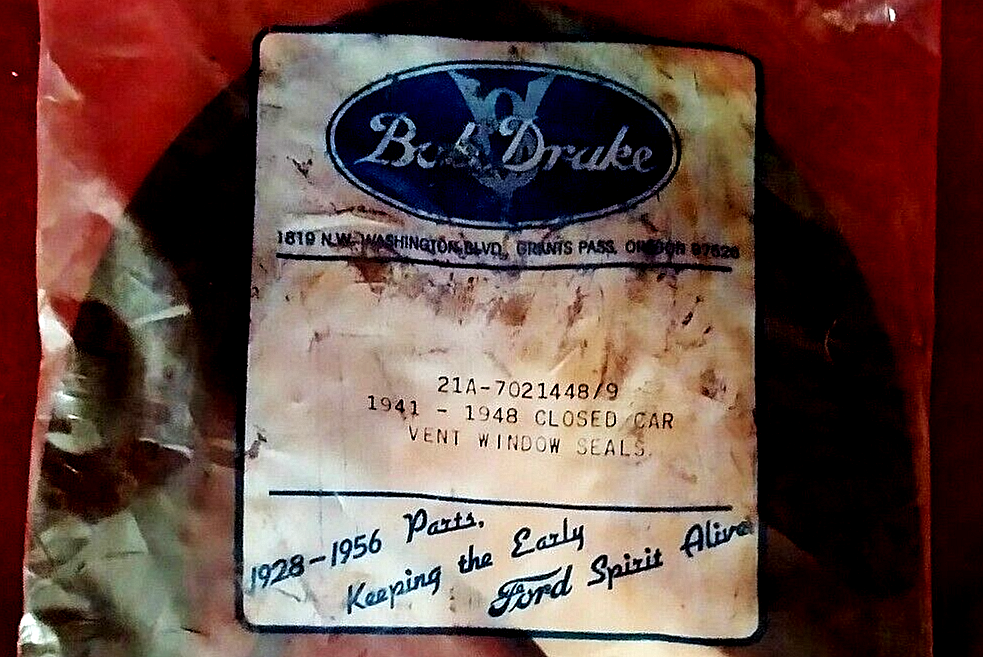 V8
Bob Drake
1819 N.W. WASHINGTON BLVD., GRANTS PASS, OREGON
21A-7021448/9
1941 - 1948 CLOSED CAR
VENT WINDOW SEALS.
1928-1956 Parts.
Keeping the Early
Ford Spirit Alive